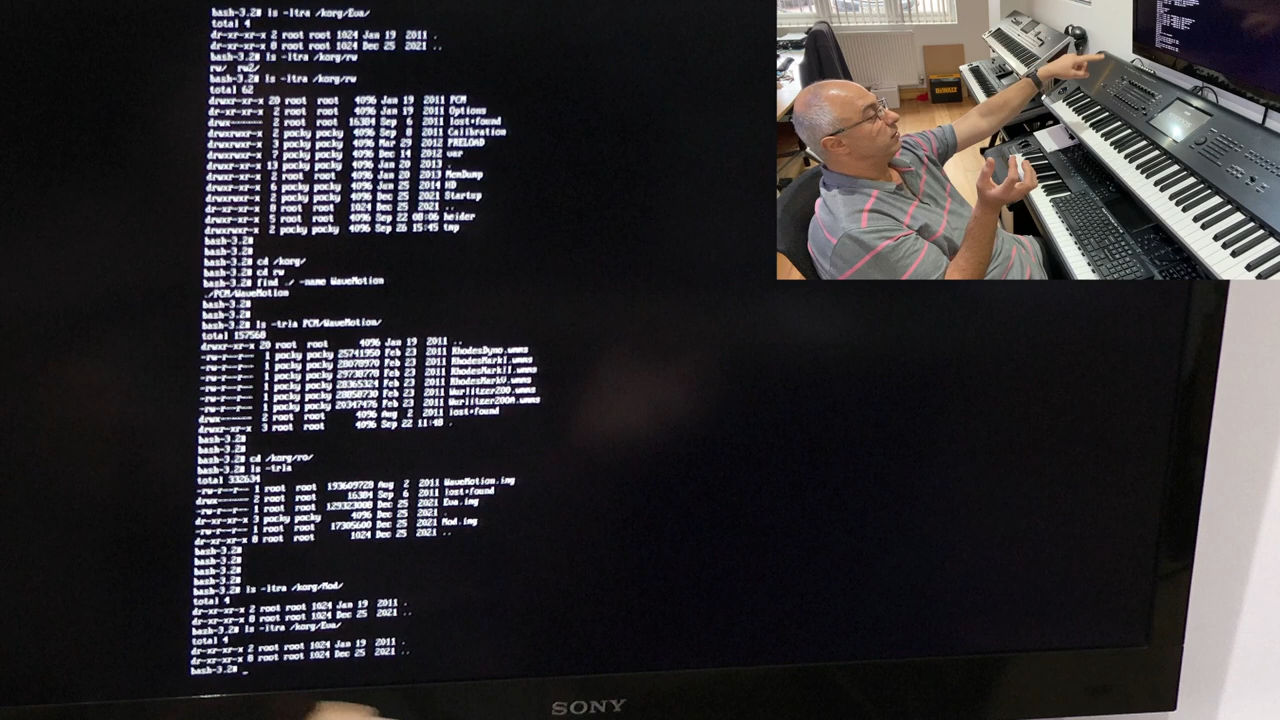 bash-3.2# ls -ltra /korg/Eva/
total 4
dr-xr-xr-x 2 root root 1024 Jan 19 2011 .
dr-xr-xr-x 8 root root 1024 Dec 25 2021 ..
bash-3.2# ls -ltra /korg/rw
rw/ rw2/
bash-3.2# ls -ltra /korg/rw
total 62
drwxr-xr-x 20 root root 4096 Jan 19 2011 PCM
dr-xr-xr-x 2 root root 4096 Jan 19 2011 Options
drwx------ 2 root root 16384 Sep 6 2011 lost+found
drwxrwxr-x 2 pocky pocky 4096 Sep 8 2011 Calibration
drwxrwxr-x 3 pocky pocky 4096 Mar 29 2012 PRELOAD
drwxrwxr-x 7 pocky pocky 4096 Dec 14 2012 var
drwxr-xr-x 13 pocky pocky 4096 Jan 20 2013 .
drwxr-xr-x 2 root root 4096 Jan 20 2013 MemDump
drwxr-xr-x 6 pocky pocky 4096 Jan 25 2014 HD
drwxrwxr-x 2 pocky pocky 4096 Dec 25 2021 Startup
dr-xr-xr-x 8 root root 1024 Dec 25 2021 ..
drwxr-xr-x 5 root root 4096 Sep 22 08:06 heider
drwxr-xr-x 2 pocky pocky 4096 Sep 26 15:45 tmp
bash-3.2#
bash-3.2#
bash-3.2# cd /korg/
bash-3.2# cd rw
bash-3.2# find ./ -name WaveMotion
./PCM/WaveMotion
bash-3.2#
bash-3.2#
bash-3.2# ls -trla PCM/WaveMotion/
total 157560
drwxr-xr-x 20 root root 4096 Jan 19 2011 ..
-rw-r--r-- 1 pocky pocky 25741950 Feb 23 2011 RhodesDyno.wmms
-rw-r--r-- 1 pocky pocky 28070970 Feb 23 2011 RhodesMarkI.wmms
-rw-r--r-- 1 pocky pocky 29730770 Feb 23 2011 RhodesMarkII.wmms
-rw-r--r-- 1 pocky pocky 28365324 Feb 23 2011 RhodesMarkV.wmms
-rw-r--r-- 1 pocky pocky 28850730 Feb 23 2011 Wurlitzer200.wmms
-rw-r--r-- 1 pocky pocky 20347476 Feb 23 2011 Wurlitzer200A.wmms
drwx------ 2 root root 4096 Aug 2 2011 lost+found
dr-xr-xr-x 3 root root 4096 Sep 22 11:48 .
bash-3.2#
bash-3.2#
bash-3.2# cd /korg/ro/
bash-3.2# ls -trla
total 332634
-rw-r--r-- 1 root root 193609728 Aug 2 2011 WaveMotion.img
drwx------ 2 root root 16384 Sep 6 2011 lost+found
-rw-r--r-- 1 root root 129323008 Dec 25 2021 Eva.img
dr-xr-xr-x 3 pocky pocky 4096 Dec 25 2021 .
-rw-r--r-- 1 root root 17305600 Dec 25 2021 Mod.img
dr-xr-xr-x 8 root root 1024 Dec 25 2021 ..
bash-3.2#
bash-3.2#
bash-3.2#
bash-3.2#
bash-3.2# ls -ltra /korg/Mod/
total 4
dr-xr-xr-x 2 root root 1024 Jan 19 2011 .
dr-xr-xr-x 8 root root 1024 Dec 25 2021 ..
bash-3.2# ls -ltra /korg/Eva/
total 4
dr-xr-xr-x 2 root root 1024 Jan 19 2011 .
dr-xr-xr-x 8 root root 1024 Dec 25 2021 ..
bash-3.2# _
SONY
DEWALT